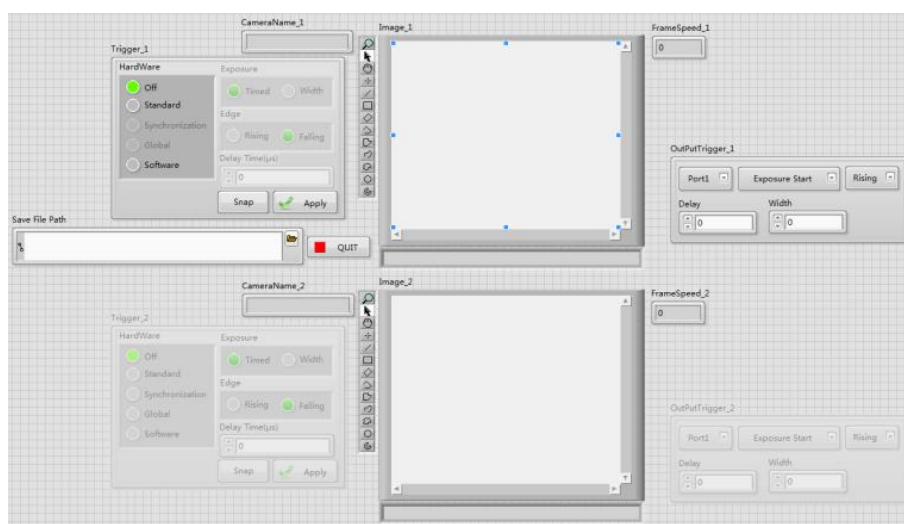 CameraName_1
Image_1
FrameSpeed_1
0
Trigger_1
HardWare
Off
Standard
Synchronization
Global
Software
Exposure
Timed Width
Edge
Rising Falling
Delay Time(μs)
0
Snap Apply
OutPutTrigger_1
Port1 Exposure Start Rising
Delay Width
0 0
Save File Path
QUIT
CameraName_2
Image_2
FrameSpeed_2
0
Trigger_2
HardWare
Off
Standard
Synchronization
Global
Software
Exposure
Timed Width
Edge
Rising Falling
Delay Time(μs)
0
Snap Apply
OutPutTrigger_2
Port1 Exposure Start Rising
Delay Width
0 0